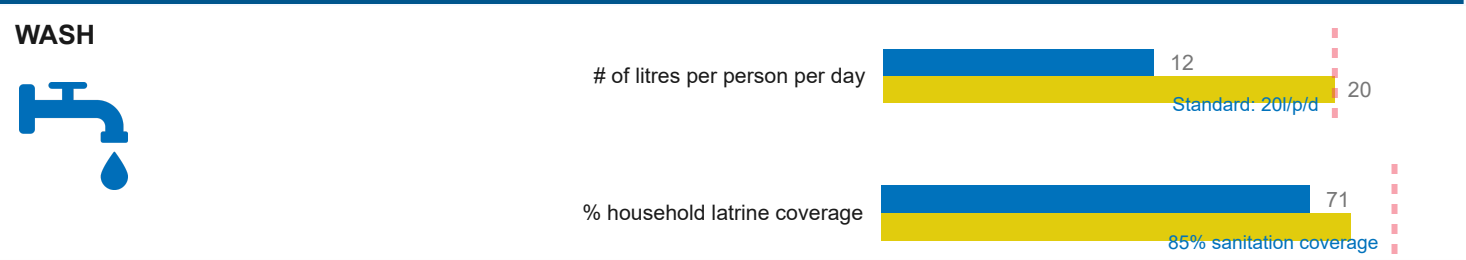 WASH
# of litres per person per day
12
20
Standard: 20l/p/d
% household latrine coverage
71
85% sanitation coverage